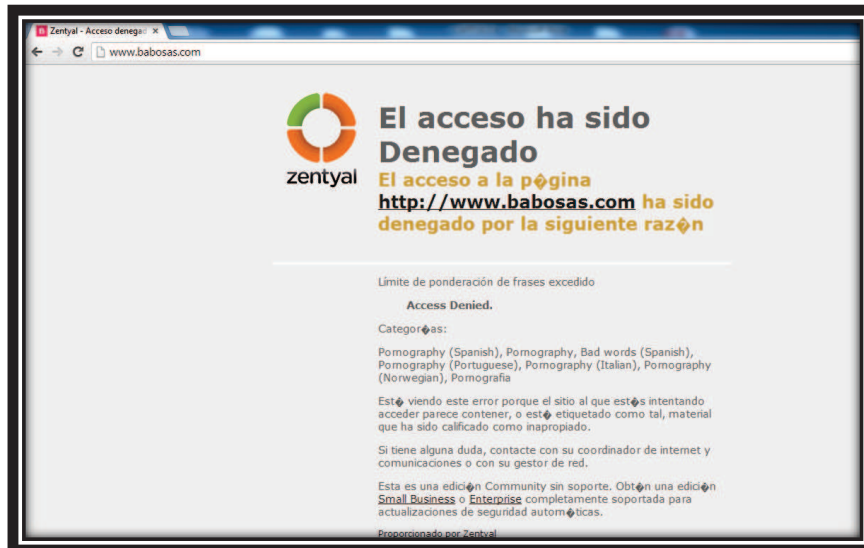 Zentyal - Acceso denegad
www.babosas.com
zentyal
El acceso ha sido
Denegado
El acceso a la p�gina
http://www.babosas.com ha sido
denegado por la siguiente raz�n
Límite de ponderación de frases excedido
Access Denied.
Categor�as:
Pornography (Spanish), Pornography, Bad words (Spanish),
Pornography (Portuguese), Pornography (Italian), Pornography
(Norwegian), Pornografia
Est� viendo este error porque el sitio al que est�s intentando
acceder parece contener, o est� etiquetado como tal, material
que ha sido calificado como inapropiado.
Si tiene alguna duda, contacte con su coordinador de internet y
comunicaciones o con su gestor de red.
Esta es una edici�n Community sin soporte. Obt�n una edici�n
Small Business o Enterprise completamente soportada para
actualizaciones de seguridad autom�ticas.
Proporcionado por Zentyal